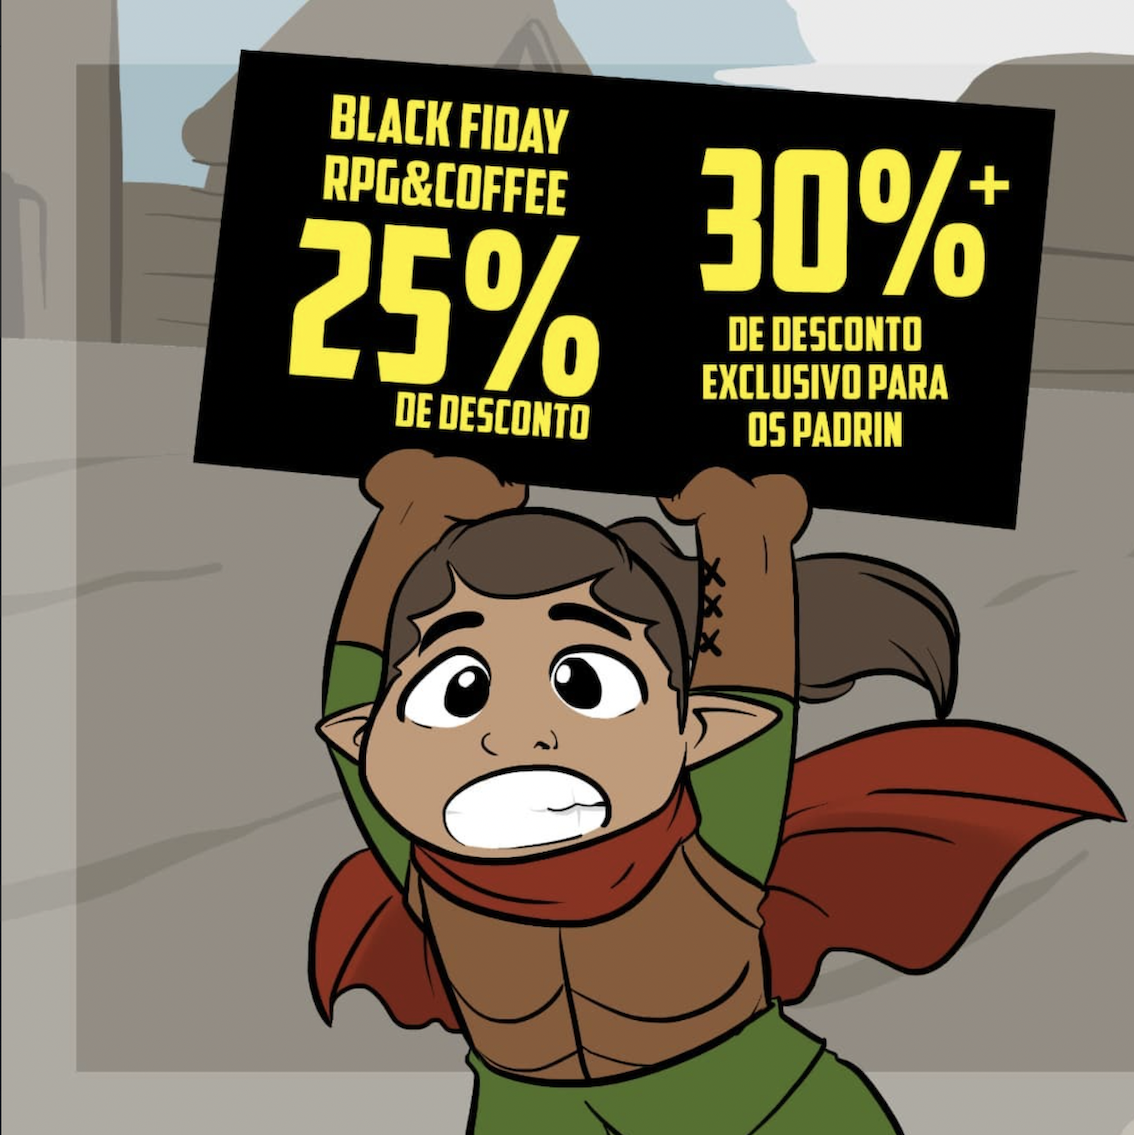 BLACK FIDAY
RPG&COFFEE
25%
DE DESCONTO
30%+
DE DESCONTO
EXCLUSIVO PARA
OS PADRIN